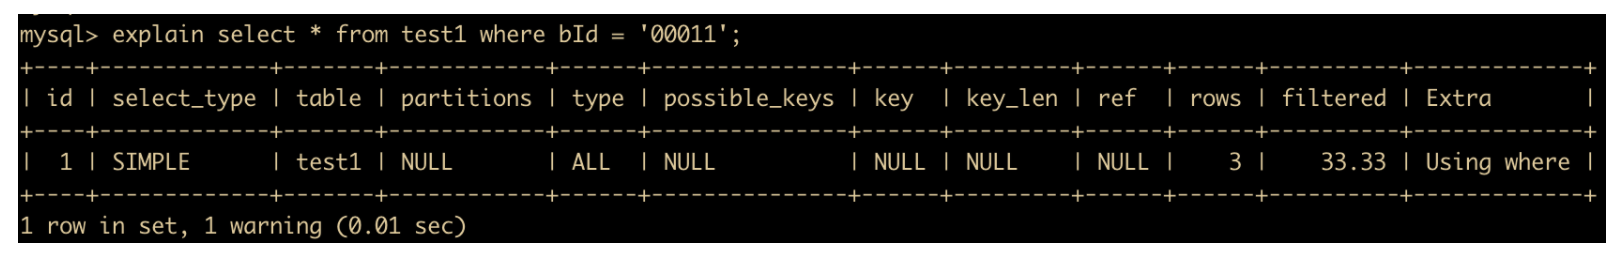 mysql> explain select * from test1 where bId = '00011';
+----+-------------+-------+------------+------+---------------+------+---------+------+------+----------+-------------+
| id | select_type | table | partitions | type | possible_keys | key  | key_len | ref  | rows | filtered | Extra       |
+----+-------------+-------+------------+------+---------------+------+---------+------+------+----------+-------------+
|  1 | SIMPLE      | test1 | NULL       | ALL  | NULL          | NULL | NULL    | NULL |    3 |    33.33 | Using where |
+----+-------------+-------+------------+------+---------------+------+---------+------+------+----------+-------------+
1 row in set, 1 warning (0.01 sec)